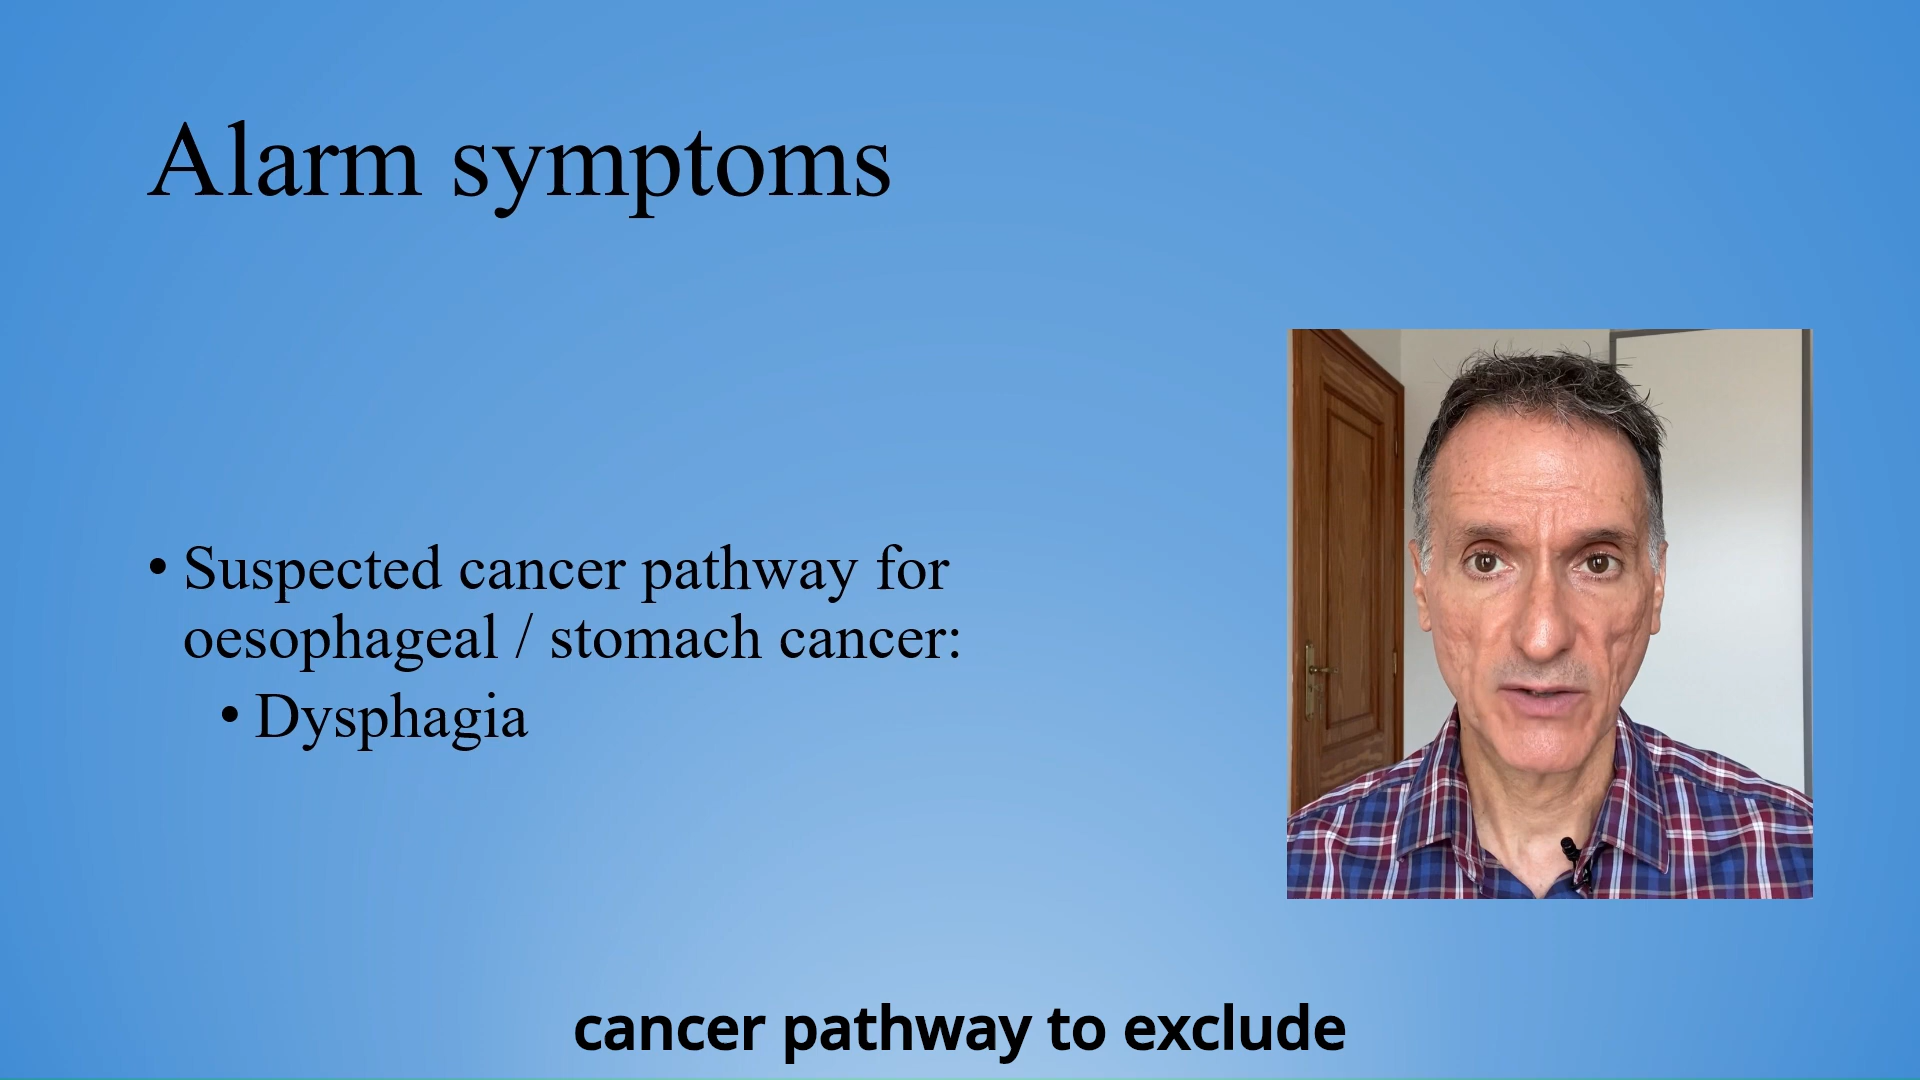 Alarm symptoms
• Suspected cancer pathway for
oesophageal / stomach cancer:
• Dysphagia
cancer pathway to exclude